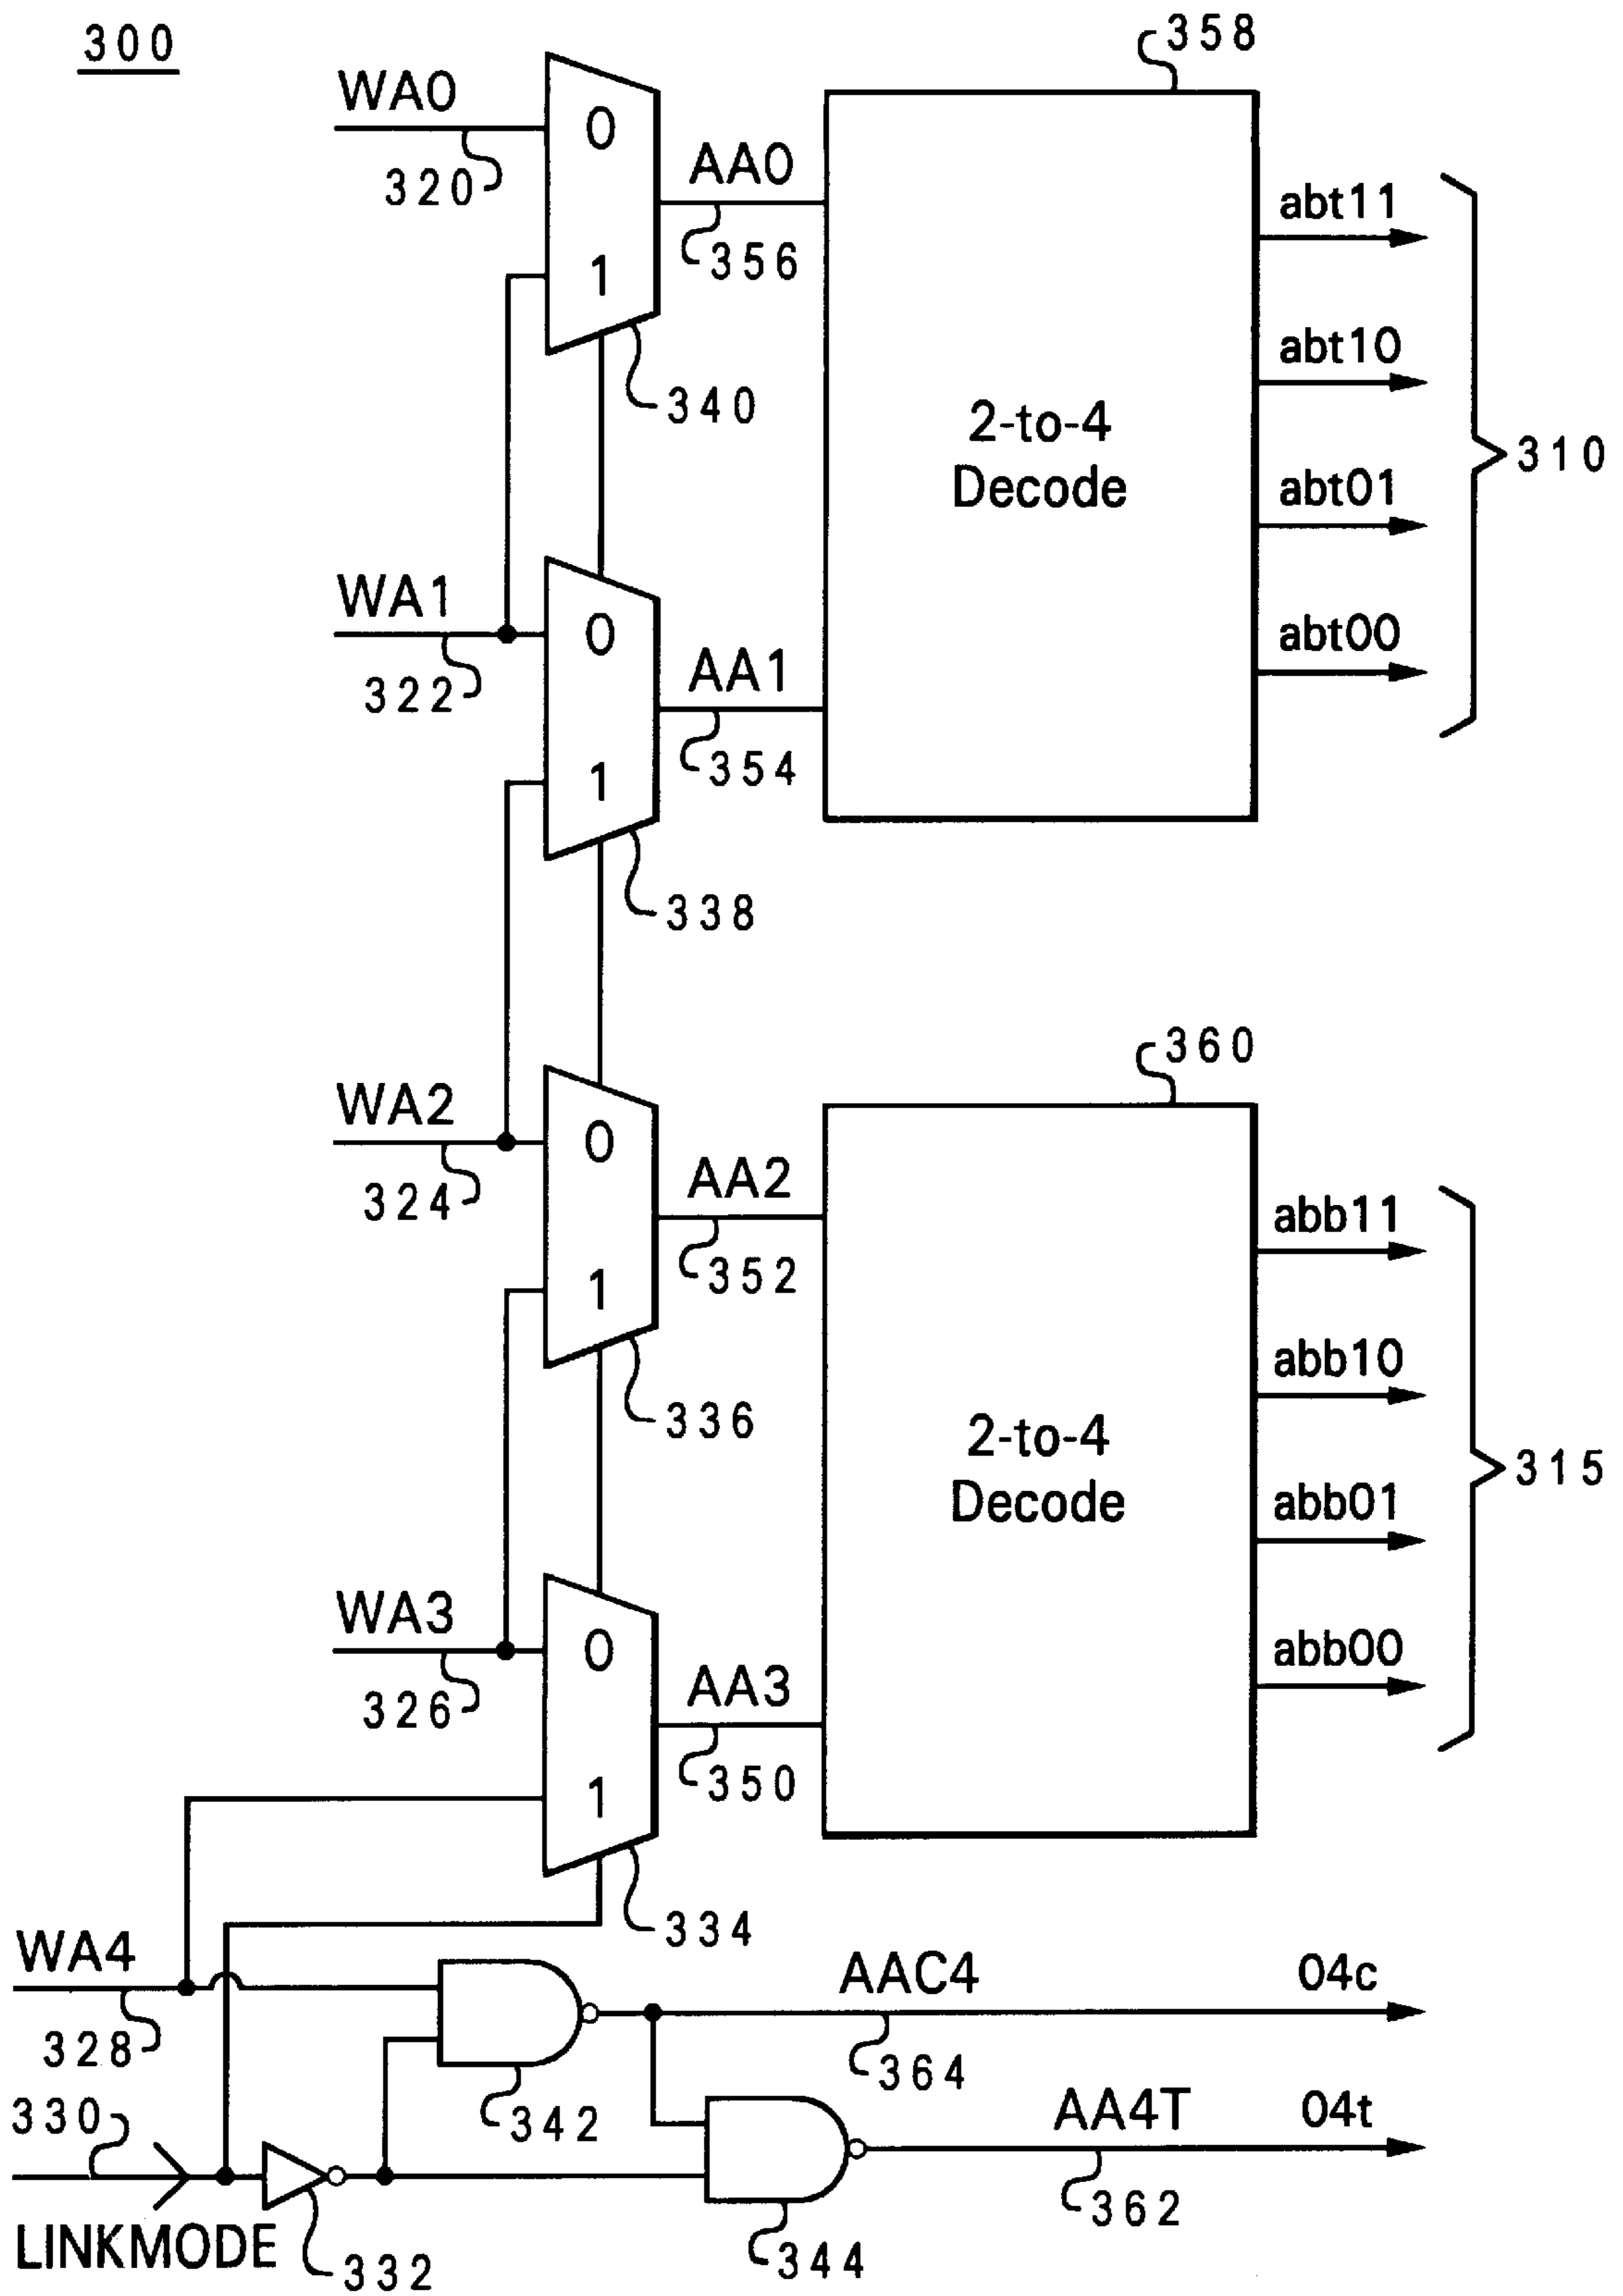 300
358
WA0
0
AA0
320
356
1
340
abt11
abt10
2-to-4
Decode
310
abt01
abt00
WA1
0
AA1
322
354
1
338
360
WA2
0
AA2
324
352
1
336
abb11
abb10
2-to-4
Decode
315
abb01
abb00
WA3
0
AA3
326
350
1
334
WA4
328
342
AAC4
04c
364
330
LINKMODE
332
344
AA4T
04t
362